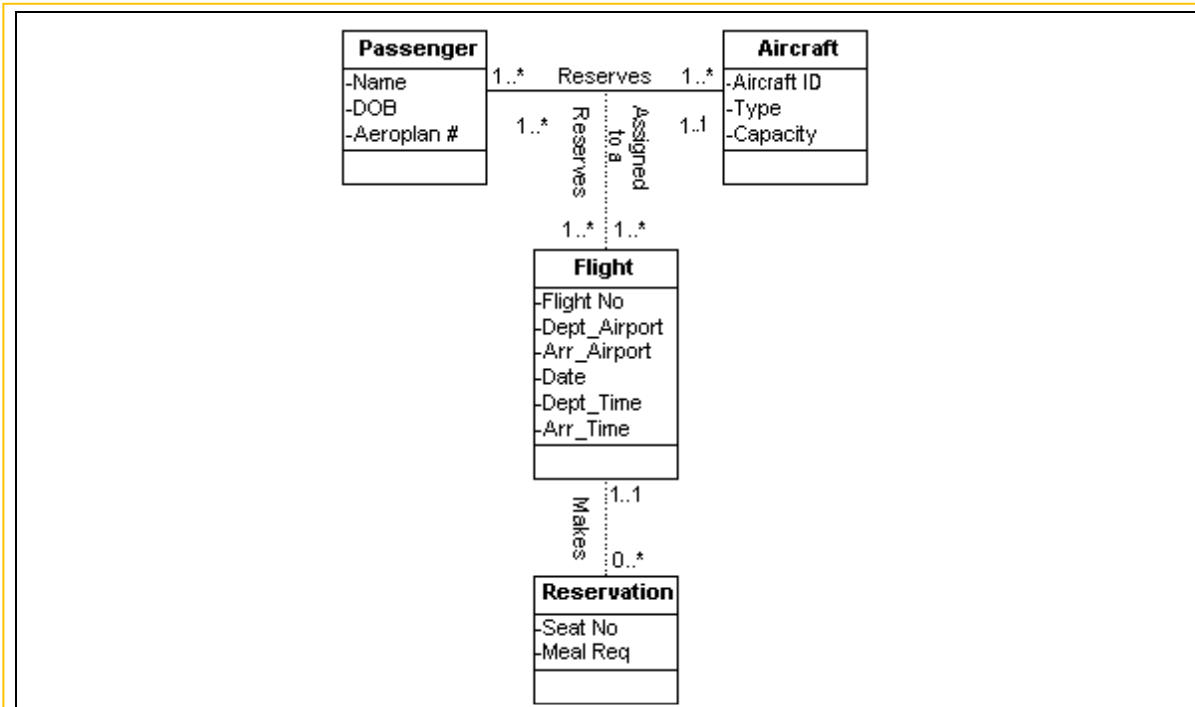 Passenger
-Name
-DOB
-Aeroplan #
1..* Reserves 1..*
Aircraft
-Aircraft ID
-Type
-Capacity
1..*
Reserves
Assigned
to a
1..1
1..* 1..*
Flight
-Flight No
-Dept_Airport
-Arr_Airport
-Date
-Dept_Time
-Arr_Time
1..1
Makes
0..*
Reservation
-Seat No
-Meal Req